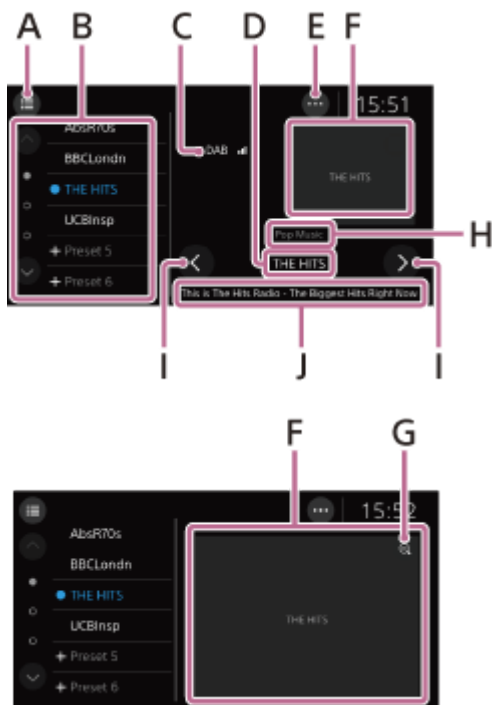 A B C D E F
15:51
AbsR70s
DAB
BBCLondn
THE HITS
THE HITS
UCBInsp
Pop Music
H
+ Preset 5
THE HITS
+ Preset 6
This is The Hits Radio - The Biggest Hits Right Now
I J I
F G
15:52
AbsR70s
BBCLondn
THE HITS
THE HITS
UCBInsp
+ Preset 5
+ Preset 6